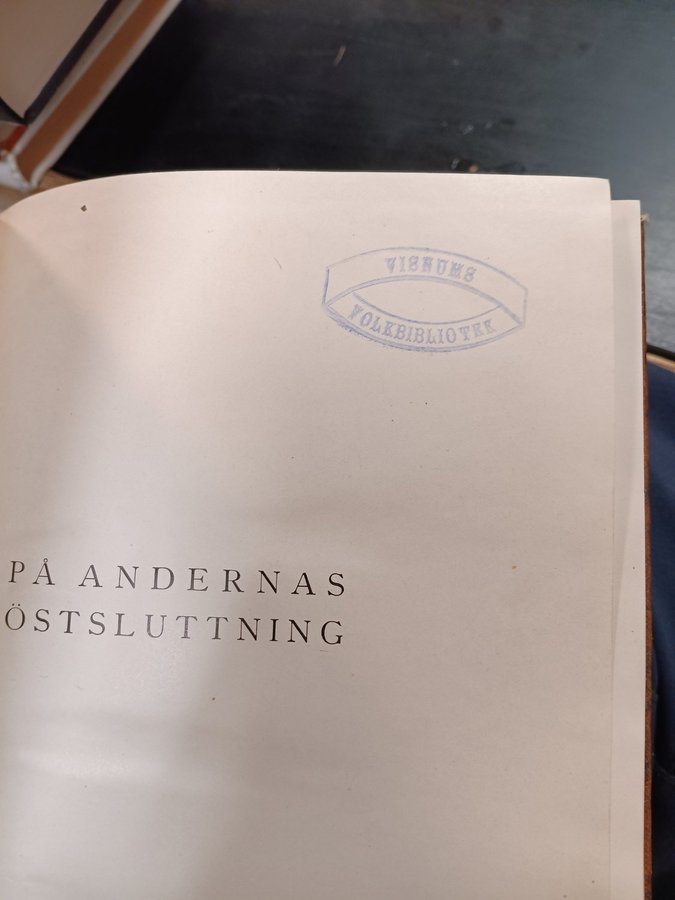 VISNUMS
FOLKBIBLIOTEK
PÅ ANDERNAS
ÖSTSLUTTNING